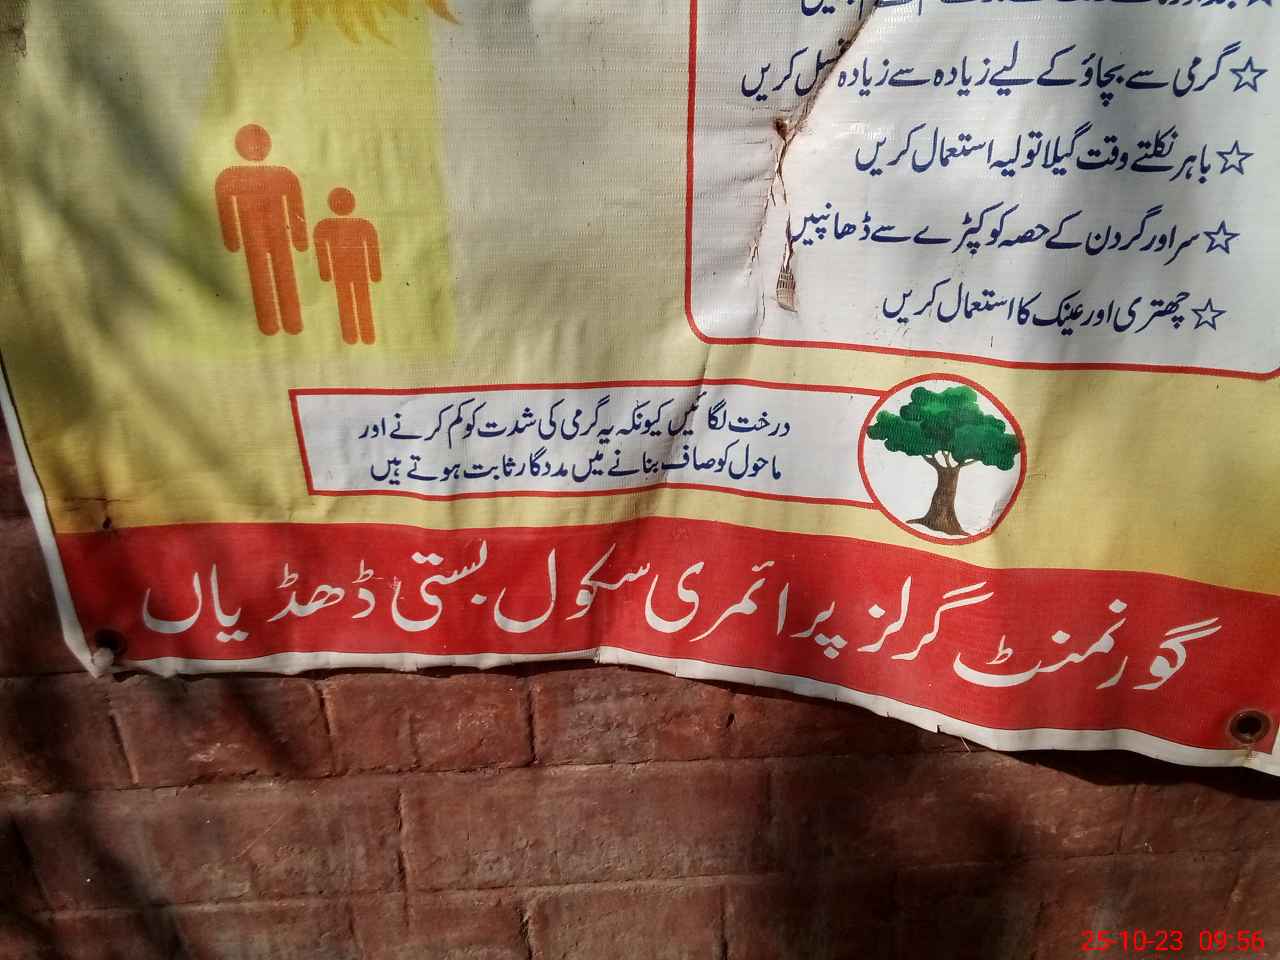 ☆ گرمی سے بچاؤ کے لیے زیادہ سے زیادہ غسل کریں
☆ باہر نکلتے وقت گیلا تولیہ استعمال کریں
☆ سر اور گردن کے حصہ کو کپڑے سے ڈھانپیں
☆ چھتری اور عینک کا استعمال کریں
درخت لگائیں کیونکہ یہ گرمی کی شدت کو کم کرنے اور
ماحول کو صاف بنانے میں مددگار ثابت ہوتے ہیں
گورنمنٹ گرلز پرائمری سکول بستی ڈھڈیاں
25-10-23 09:56